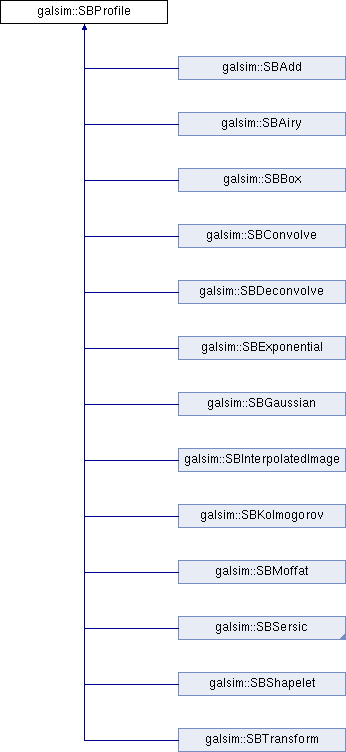 galsim::SBProfile
galsim::SBAdd
galsim::SBAiry
galsim::SBBox
galsim::SBConvolve
galsim::SBDeconvolve
galsim::SBExponential
galsim::SBGaussian
galsim::SBInterpolatedImage
galsim::SBKolmogorov
galsim::SBMoffat
galsim::SBSersic
galsim::SBShapelet
galsim::SBTransform